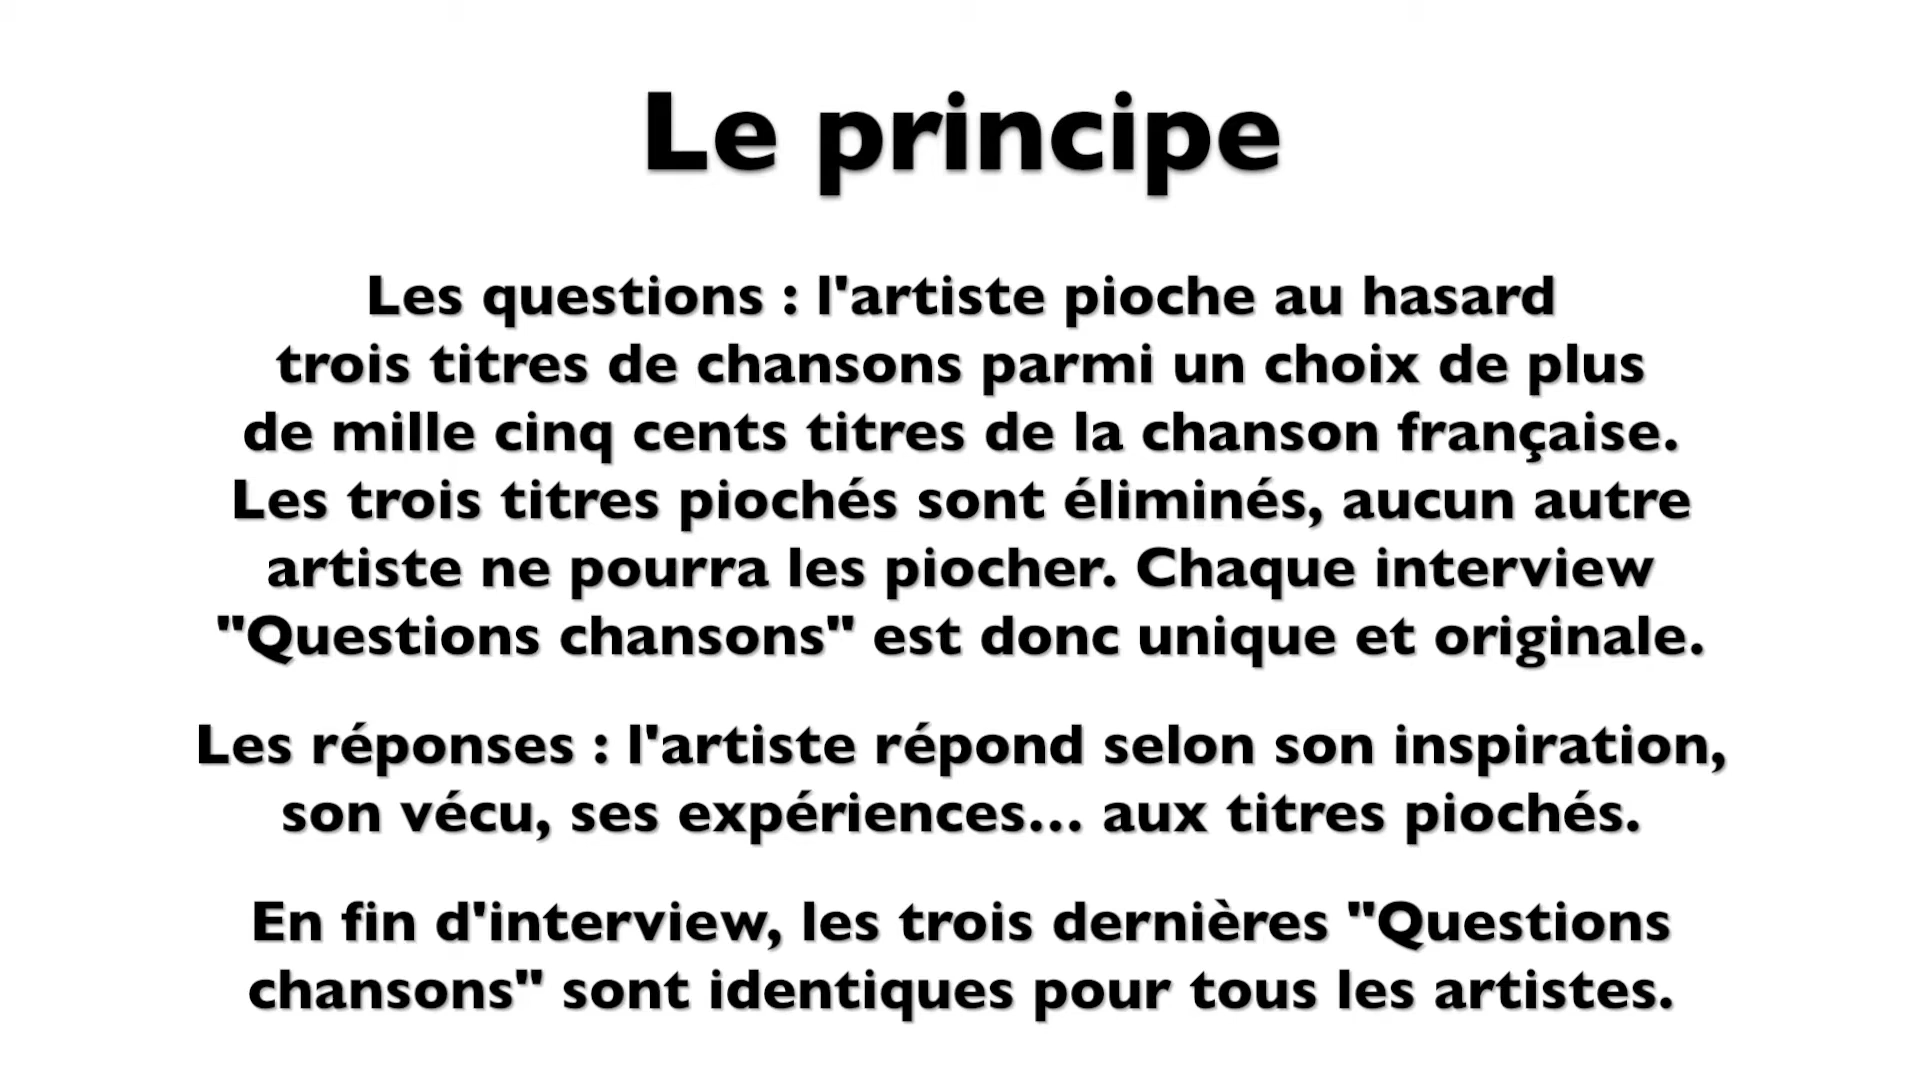 Le principe
Les questions : l'artiste pioche au hasard
trois titres de chansons parmi un choix de plus
de mille cinq cents titres de la chanson française.
Les trois titres piochés sont éliminés, aucun autre
artiste ne pourra les piocher. Chaque interview
"Questions chansons" est donc unique et originale.
Les réponses : l'artiste répond selon son inspiration,
son vécu, ses expériences… aux titres piochés.
En fin d'interview, les trois dernières "Questions
chansons" sont identiques pour tous les artistes.